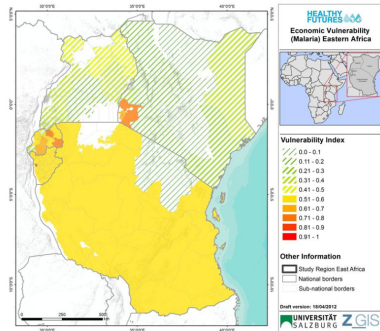 HEALTHY
FUTURES
Economic Vulnerability
(Malaria) Eastern Africa
Vulnerability Index
0.0 - 0.1
0.11 - 0.2
0.21 - 0.3
0.31 - 0.4
0.41 - 0.5
0.51 - 0.6
0.61 - 0.7
0.71 - 0.8
0.81 - 0.9
0.91 - 1
Other Information
Study Region East Africa
National borders
Sub-national borders
Draft version: 18/04/2012
UNIVERSITÄT
SALZBURG
Z_GIS